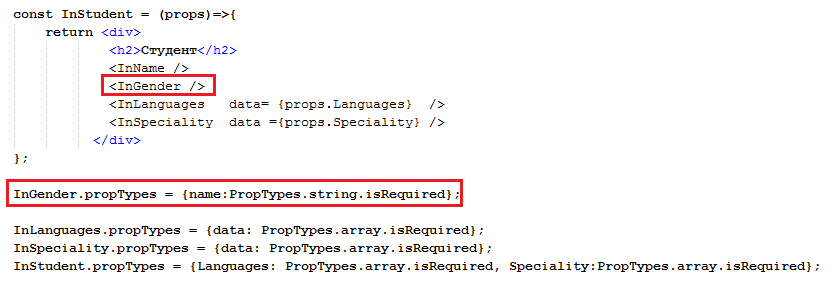 const InStudent = (props)=>{
return <div>
<h2>Студент</h2>
<InName />
<InGender />
<InLanguages data= {props.Languages} />
<InSpeciality data ={props.Speciality} />
</div>
};
InGender.propTypes = {name:PropTypes.string.isRequired};
InLanguages.propTypes = {data: PropTypes.array.isRequired};
InSpeciality.propTypes = {data: PropTypes.array.isRequired};
InStudent.propTypes = {Languages: PropTypes.array.isRequired, Speciality:PropTypes.array.isRequired};